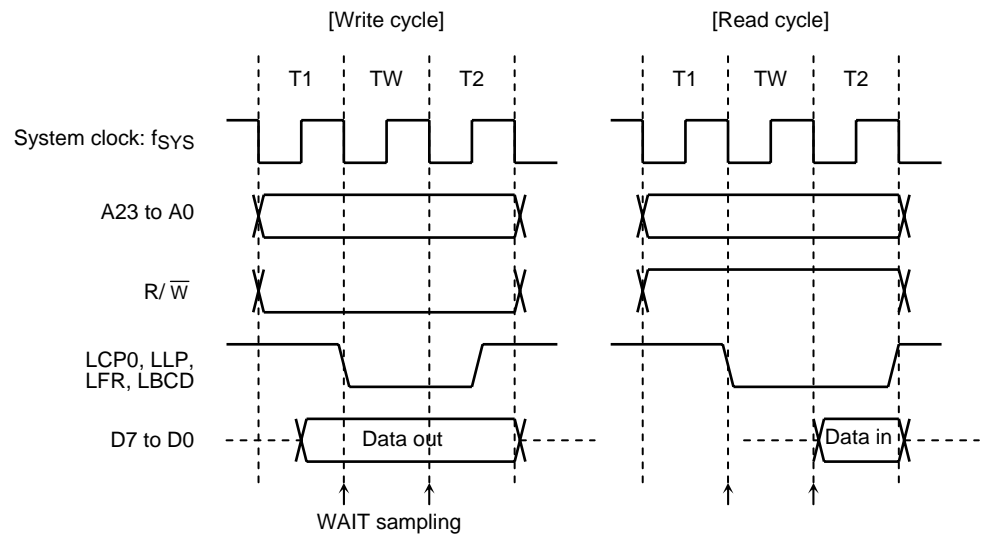 [Write cycle] [Read cycle]
T1 TW T2 T1 TW T2
System clock: fSYS
A23 to A0
R/ W̅
LCP0, LLP,
LFR, LBCD
D7 to D0 Data out Data in
WAIT sampling